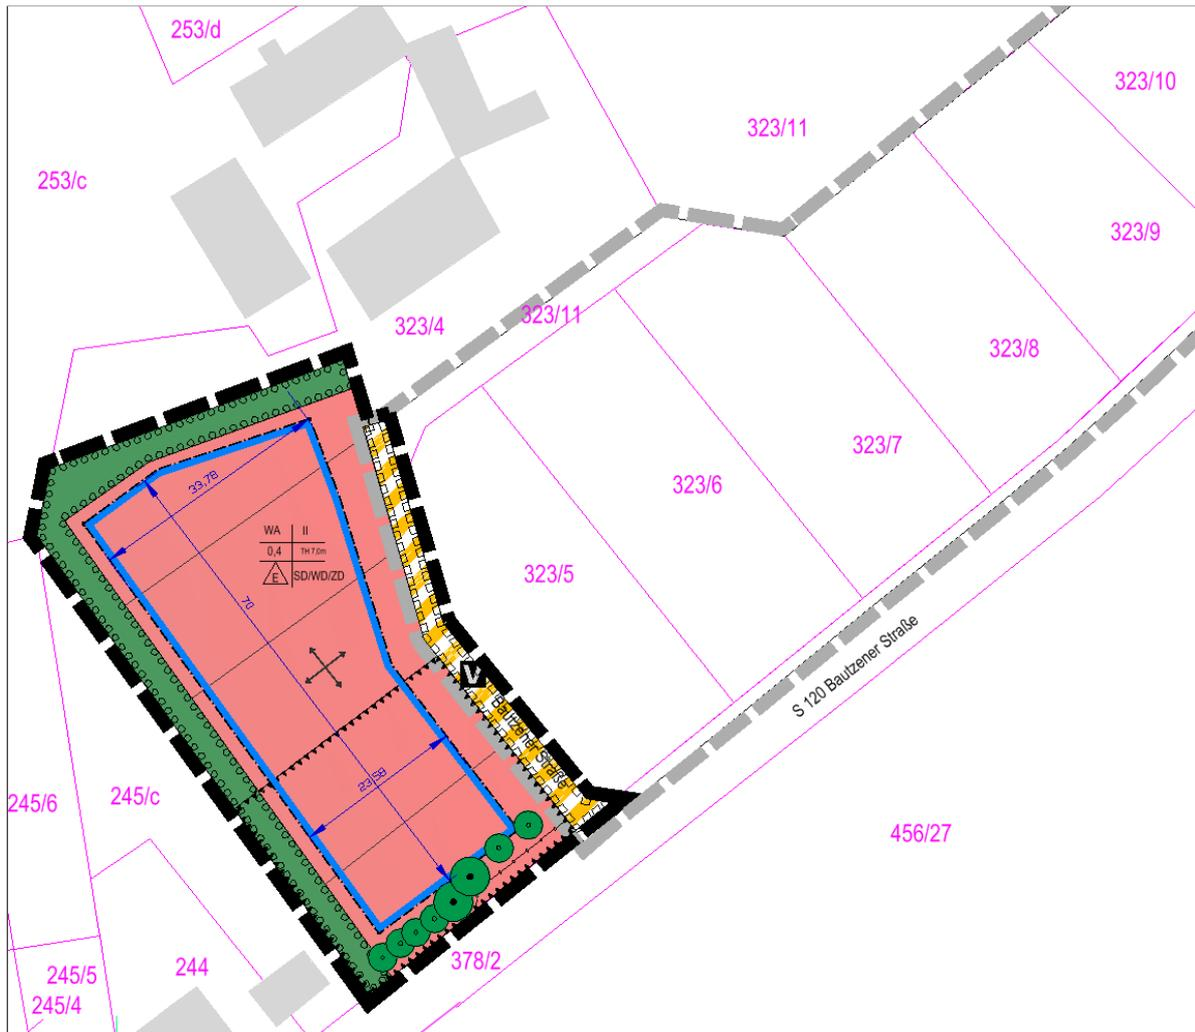 253/d
323/10
323/11
253/c
323/9
323/4
323/11
323/8
323/7
33,78
323/6
WA
II
0,4
TH 7,0m
E
SD/WD/ZD
323/5
70
V
S 120 Bautzener Straße
Bautzener Straße
23,58
245/6
245/c
456/27
378/2
244
245/5
245/4